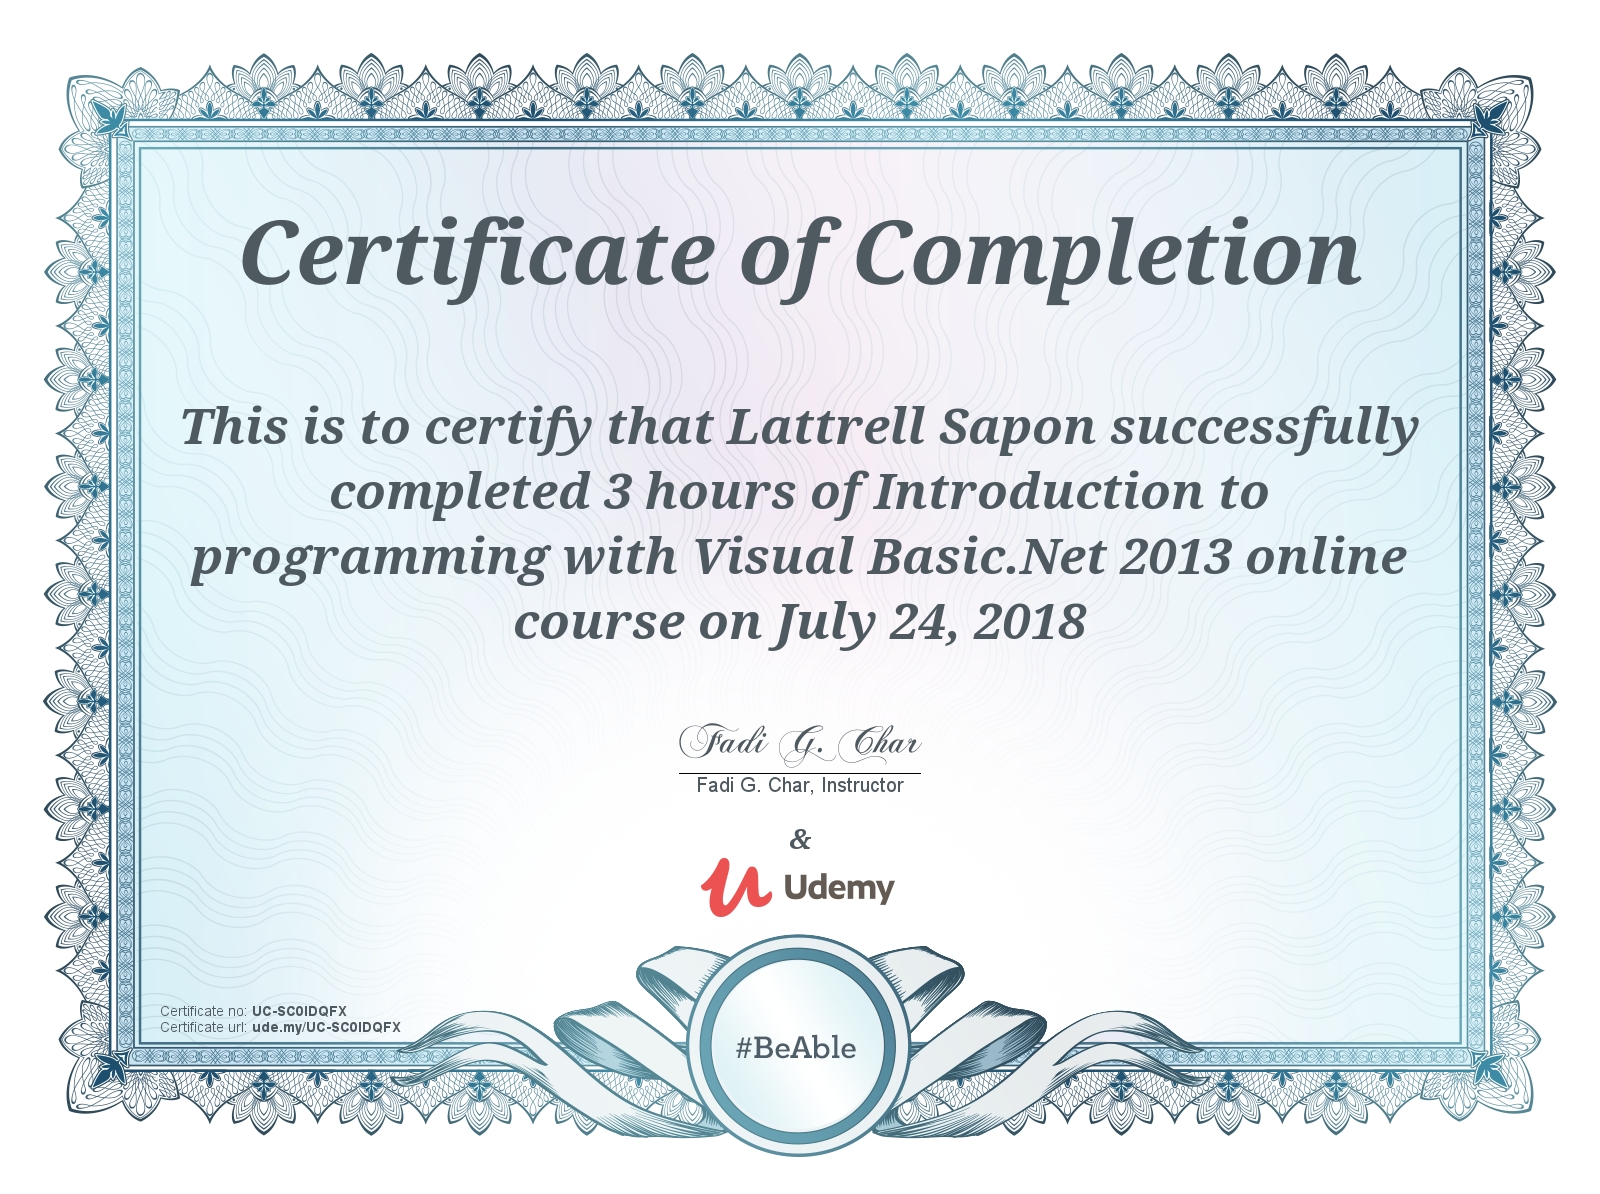 Certificate of Completion
This is to certify that Lattrell Sapon successfully
completed 3 hours of Introduction to
programming with Visual Basic.Net 2013 online
course on July 24, 2018
Fadi G. Char
Fadi G. Char, Instructor
&
Udemy
Certificate no: UC-SC0IDQFX
Certificate url: ude.my/UC-SC0IDQFX
#BeAble